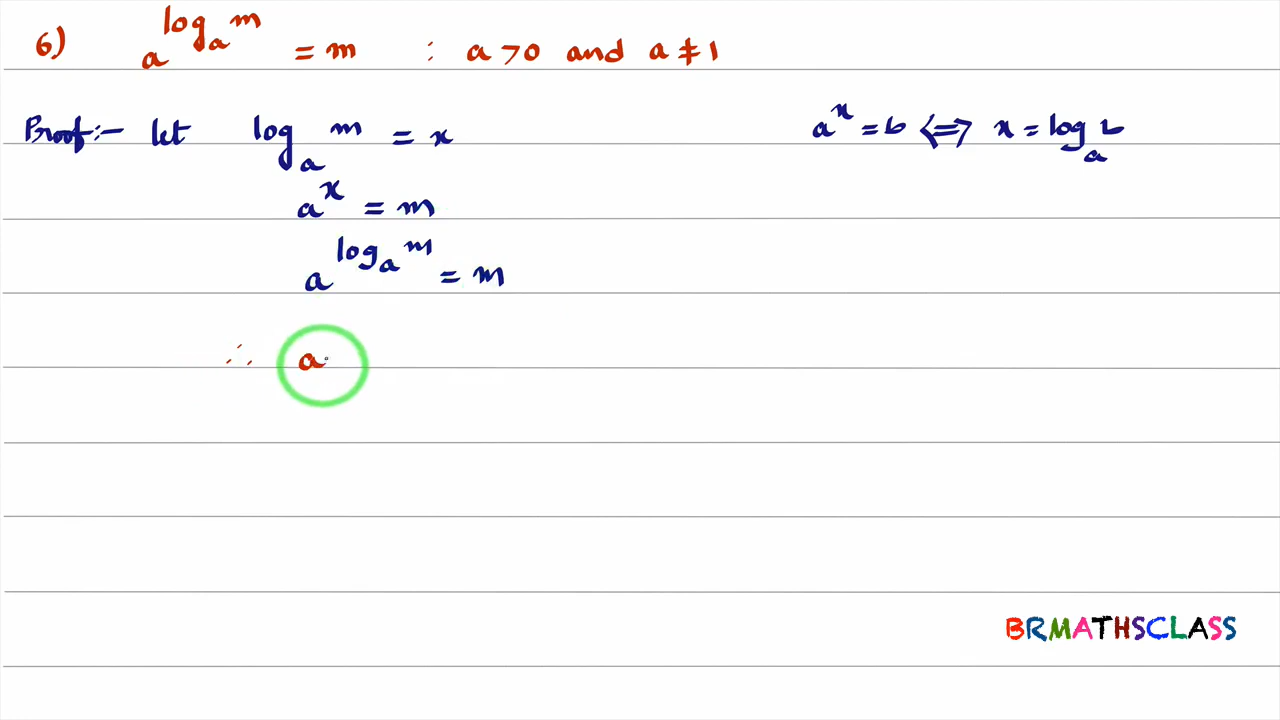 6) a^{log_a m} = m : a > 0 and a ≠ 1
Proof:- let log_a m = x a^x = b <=> x = log_a b
a^x = m
a^{log_a m} = m
∴ a
BRMATHSCLASS